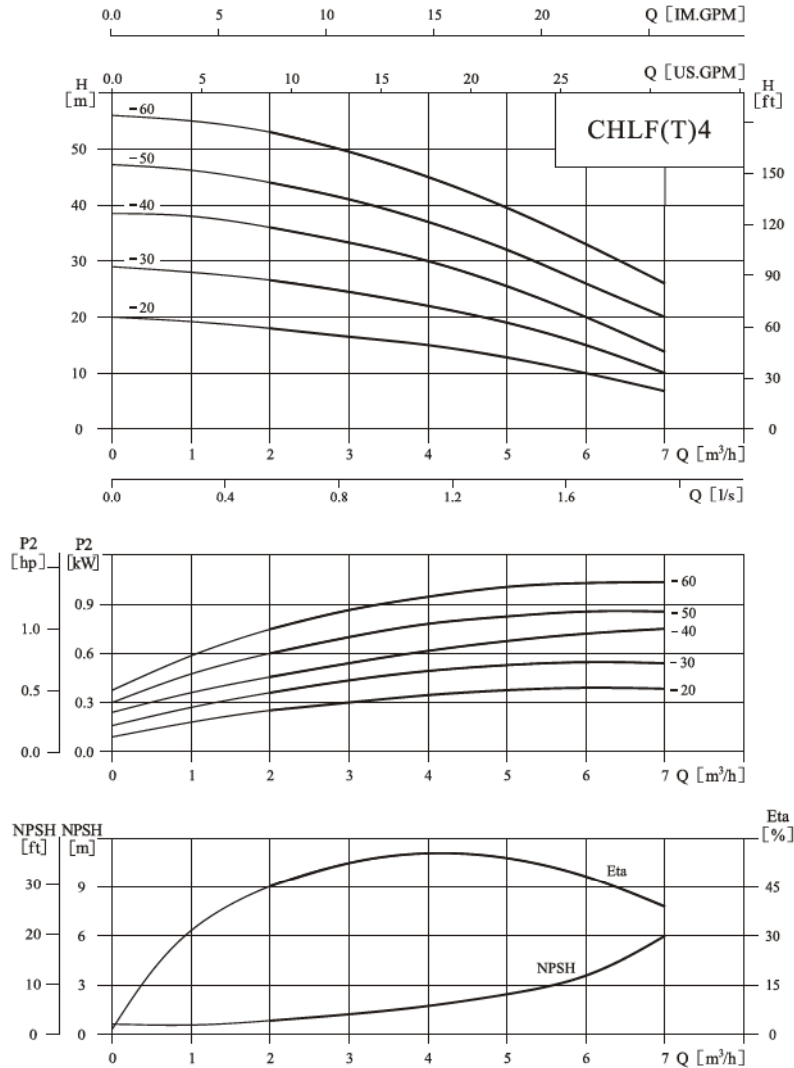 0.0 5 10 15 20 Q [IM.GPM]
0.0 5 10 15 20 25 Q [US.GPM]
H
[m]
H
[ft]
CHLF(T)4
-60
-50
-40
-30
-20
50
40
30
20
10
0
150
120
90
60
30
0
0 1 2 3 4 5 6 7 Q [m³/h]
0.0 0.4 0.8 1.2 1.6 Q [l/s]
P2
[hp]
P2
[kW]
1.0
0.5
0.0
0.9
0.6
0.3
0.0
-60
-50
-40
-30
-20
0 1 2 3 4 5 6 7 Q [m³/h]
NPSH
[ft]
NPSH
[m]
Eta
[%]
30
20
10
0
9
6
3
0
Eta
NPSH
45
30
15
0
0 1 2 3 4 5 6 7 Q [m³/h]